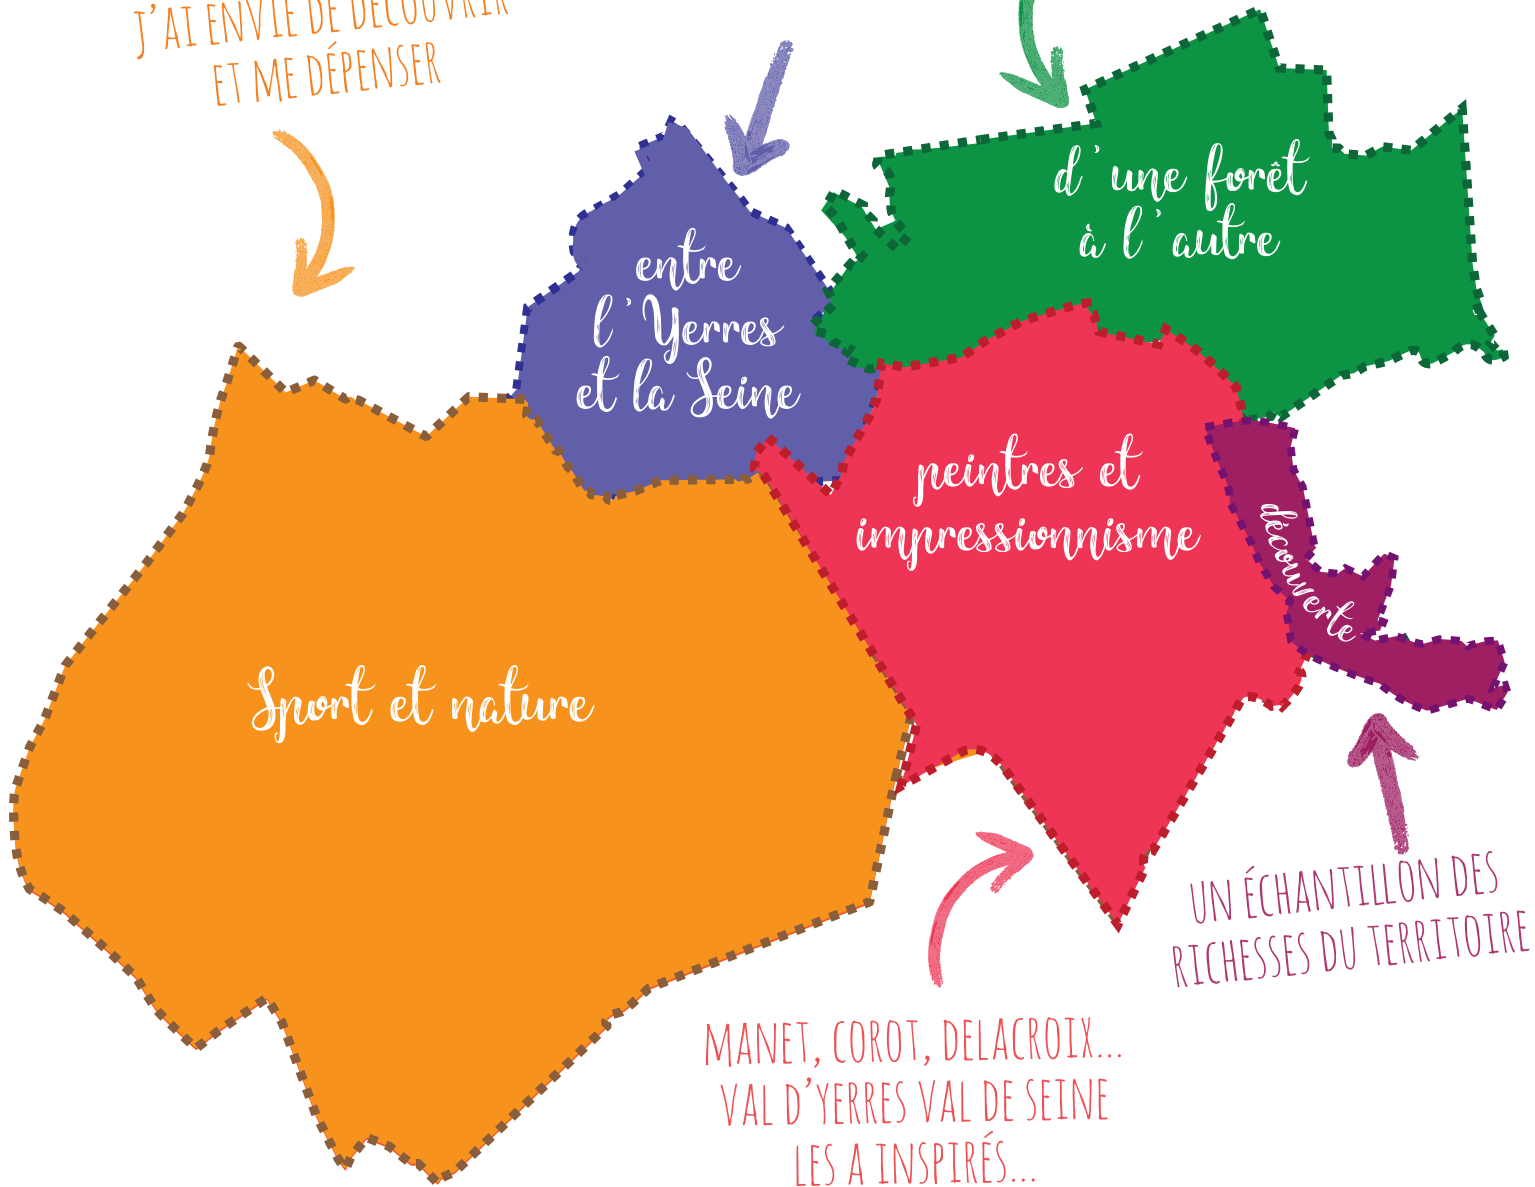 J'AI ENVIE DE DÉCOUVRIR
ET ME DÉPENSER
d'une forêt
à l'autre
entre
l'Yerres
et la Seine
peintres et
impressionnisme
découverte
Sport et nature
UN ÉCHANTILLON DES
RICHESSES DU TERRITOIRE
MANET, COROT, DELACROIX...
VAL D'YERRES VAL DE SEINE
LES A INSPIRÉS...